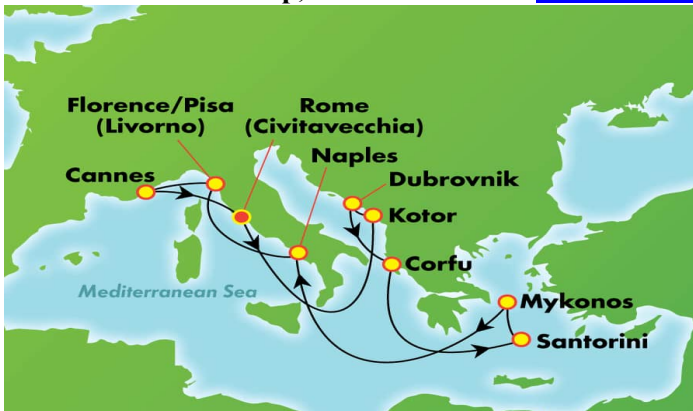 Florence/Pisa
(Livorno)
Rome
(Civitavecchia)
Naples
Cannes
Dubrovnik
Kotor
Corfu
Mediterranean Sea
Mykonos
Santorini